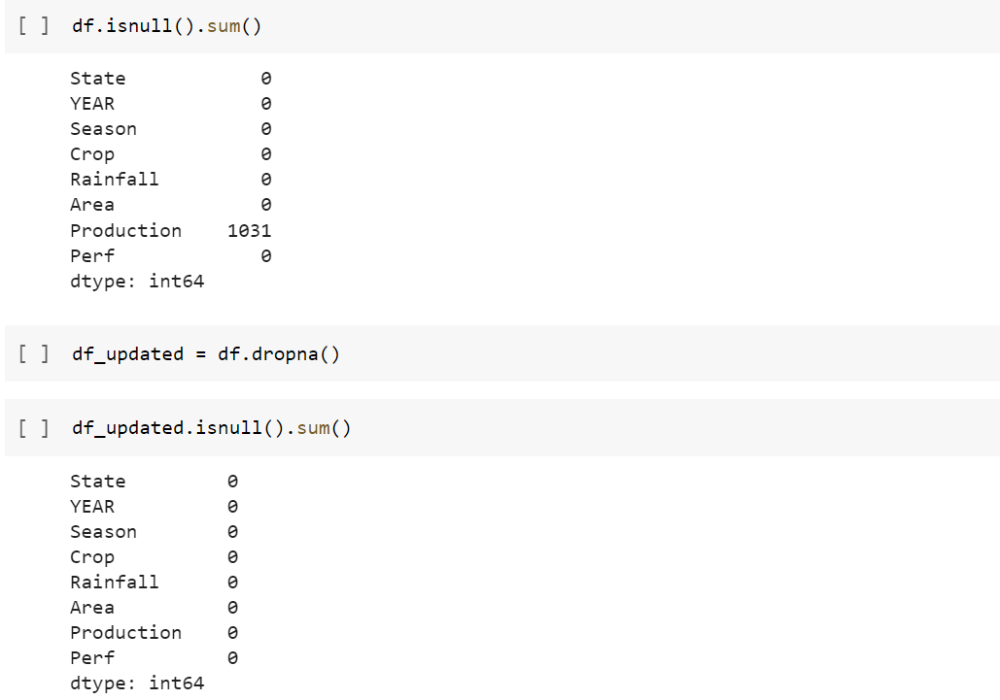 [ ] df.isnull().sum()
State 0
YEAR 0
Season 0
Crop 0
Rainfall 0
Area 0
Production 1031
Perf 0
dtype: int64
[ ] df_updated = df.dropna()
[ ] df_updated.isnull().sum()
State 0
YEAR 0
Season 0
Crop 0
Rainfall 0
Area 0
Production 0
Perf 0
dtype: int64